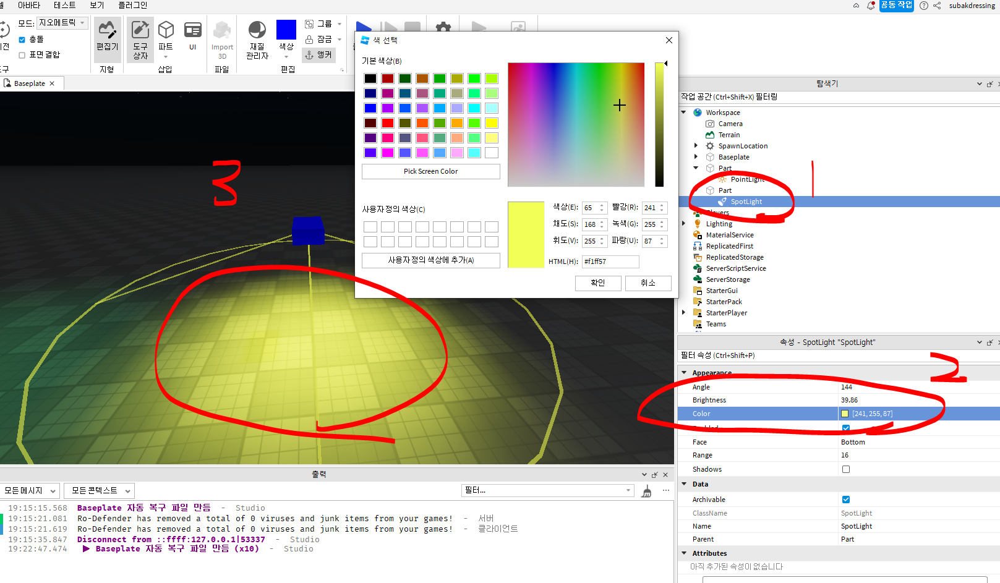 아바타 테스트 보기 플러그인
공동 작업 subakdressing
모드: 지오메트릭
충돌
표면 결합
편집기
지형
도구 상자
파트
UI
삽입
Import 3D
파일
재질 관리자
색상
그룹
잠금
앵커
편집
Baseplate
3
색 선택
기본 색상(B)
Pick Screen Color
사용자 정의 색상(C)
사용자 정의 색상에 추가(A)
색상(E): 65 빨강(R): 241
채도(S): 168 녹색(G): 255
휘도(V): 255 파랑(U): 87
HTML(H): #f1ff57
확인 취소
탐색기
작업 공간 (Ctrl+Shift+X) 필터링
Workspace
Camera
Terrain
SpawnLocation
Baseplate
Part
PointLight
Part
SpotLight
Players
Lighting
MaterialService
ReplicatedFirst
ReplicatedStorage
ServerScriptService
ServerStorage
StarterGui
StarterPack
StarterPlayer
Teams
1
속성 - SpotLight "SpotLight"
필터 속성 (Ctrl+Shift+P)
2
Appearance
Angle 144
Brightness 39.86
Color [241, 255, 87]
Enabled
Face Bottom
Range 16
Shadows
Data
Archivable
ClassName SpotLight
Name SpotLight
Parent Part
Attributes
아직 추가된 속성이 없습니다
출력
모든 메시지 모든 콘텍스트 필터...
19:15:15.568 Baseplate 자동 복구 파일 만듬 - Studio
19:15:21.081 Ro-Defender has removed a total of 0 viruses and junk items from your games! - 서버
19:15:21.619 Ro-Defender has removed a total of 0 viruses and junk items from your games! - 클라이언트
19:15:35.847 Disconnect from ::ffff:127.0.0.1|53337 - Studio
19:22:47.474 ▶ Baseplate 자동 복구 파일 만듬 (x10) - Studio